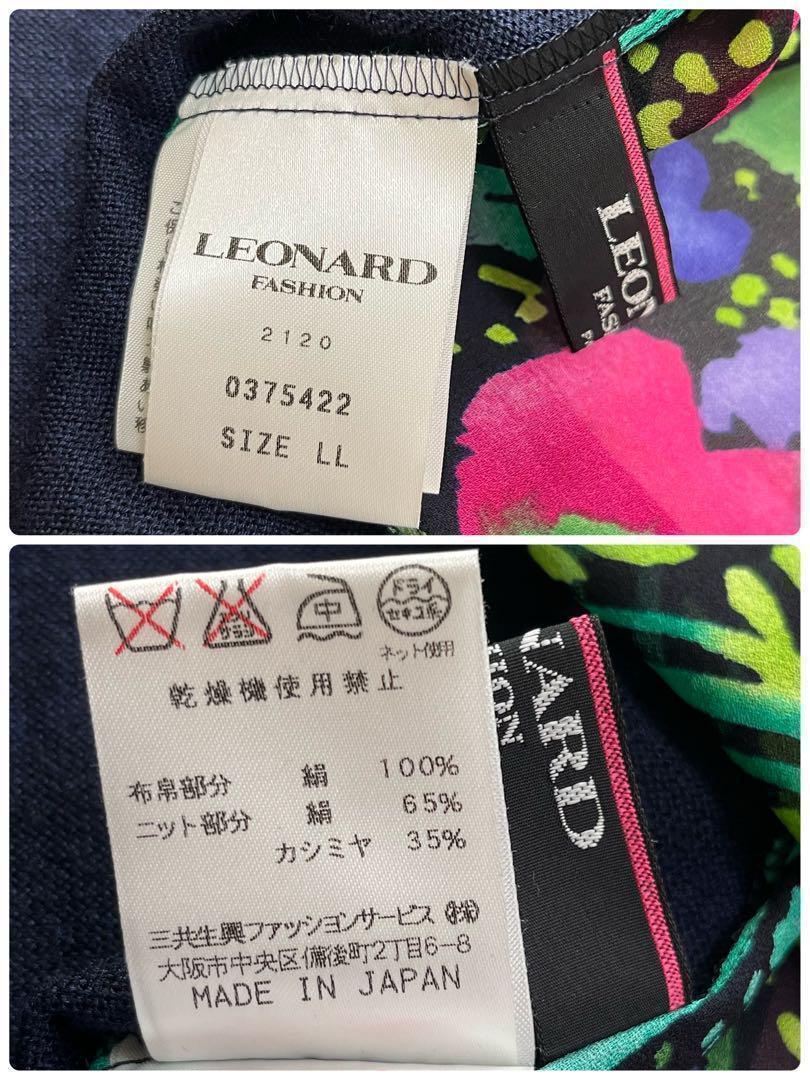 LEONARD
FASHION
2120
0375422
SIZE LL
LEON
FAS
中
ドライ
セキユ系
ネット使用
乾燥機使用禁止
布帛部分 絹 100%
ニット部分 絹 65%
カシミヤ 35%
三共生興ファッションサービス(株)
大阪市中央区備後町2丁目6-8
MADE IN JAPAN
NARD
TION